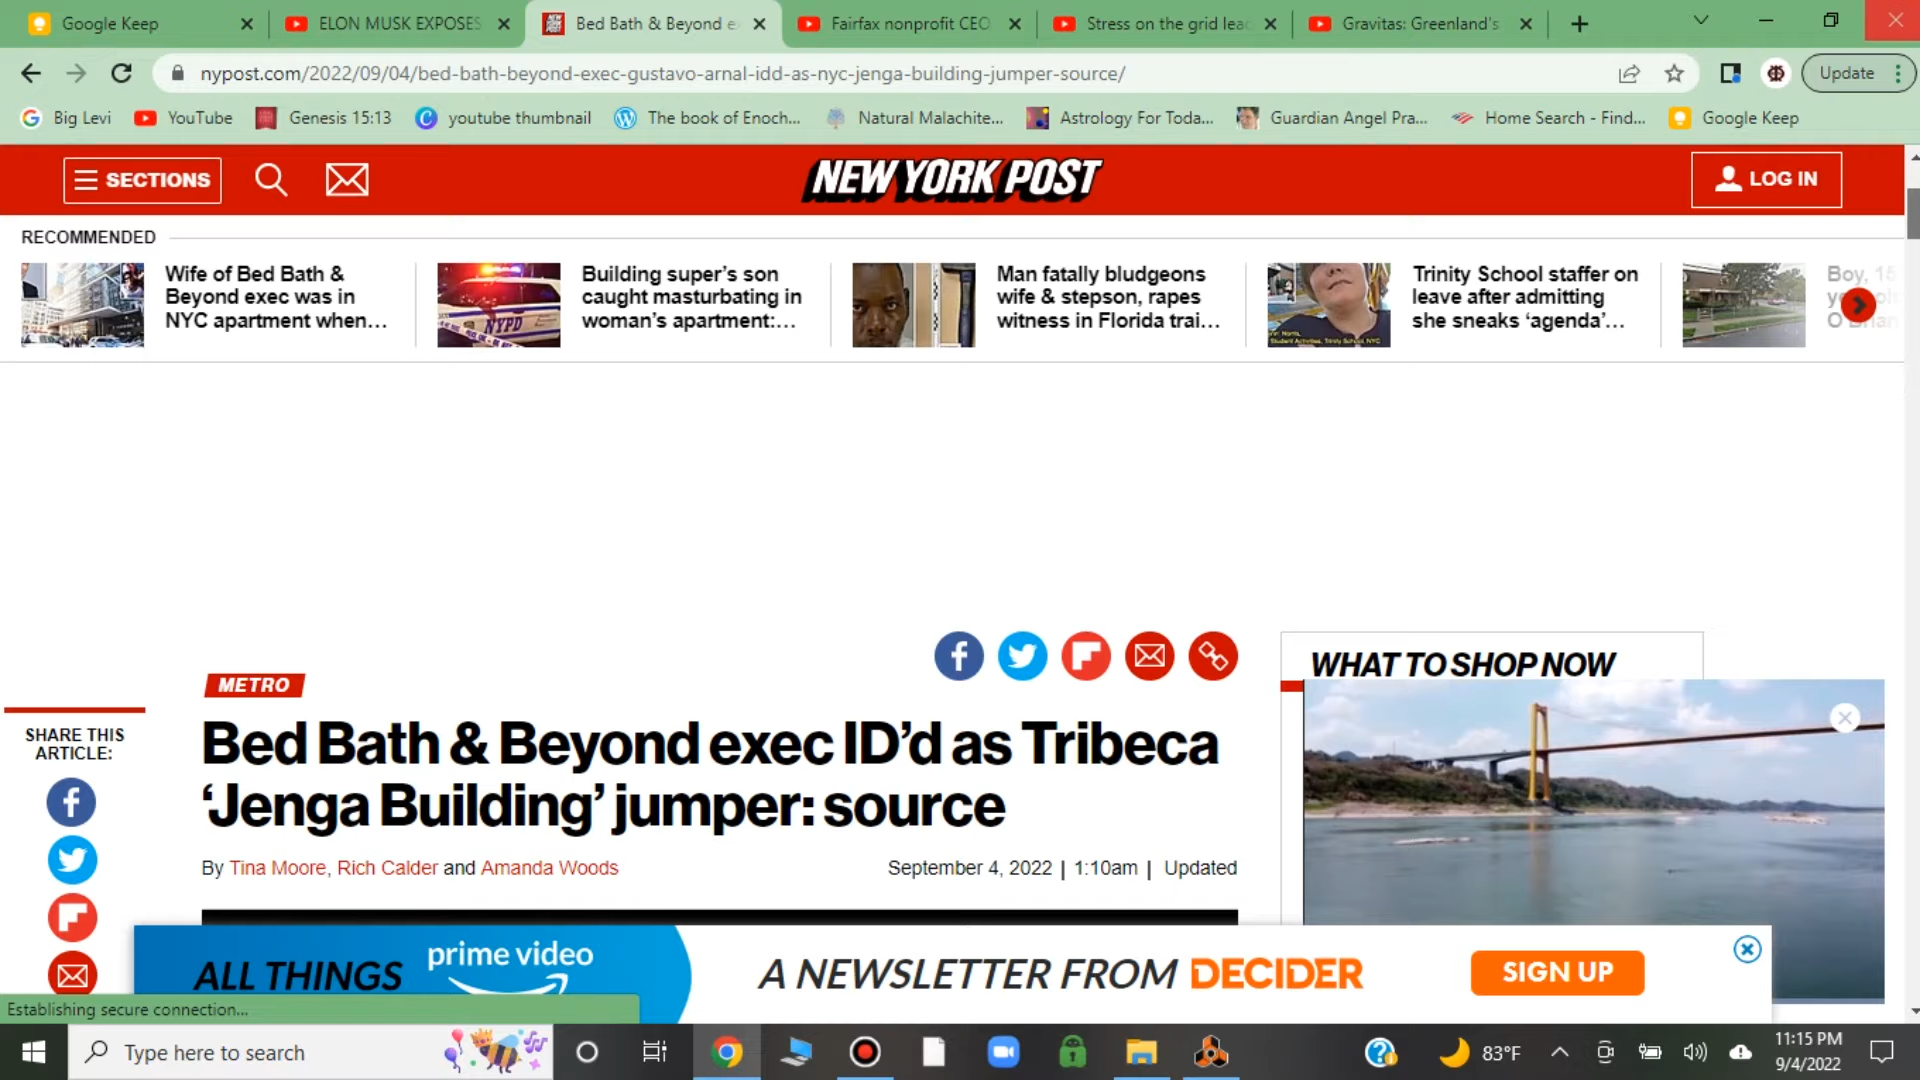 Google Keep
ELON MUSK EXPOSES
Bed Bath & Beyond e
Fairfax nonprofit CEO
Stress on the grid lea
Gravitas: Greenland's
nypost.com/2022/09/04/bed-bath-beyond-exec-gustavo-arnal-idd-as-nyc-jenga-building-jumper-source/
Update
Big Levi
YouTube
Genesis 15:13
youtube thumbnail
The book of Enoch...
Natural Malachite...
Astrology For Toda...
Guardian Angel Pra...
Home Search - Find...
Google Keep
SECTIONS
NEW YORK POST
LOG IN
RECOMMENDED
Wife of Bed Bath &
Beyond exec was in
NYC apartment when...
NYPD
Building super's son
caught masturbating in
woman's apartment:...
Man fatally bludgeons
wife & stepson, rapes
witness in Florida trai...
Student Activities, Trinity School, NYC
Trinity School staffer on
leave after admitting
she sneaks ‘agenda’...
Boy, 15
METRO
WHAT TO SHOP NOW
SHARE THIS
ARTICLE:
Bed Bath & Beyond exec ID’d as Tribeca
‘Jenga Building’ jumper: source
By Tina Moore, Rich Calder and Amanda Woods
September 4, 2022 | 1:10am | Updated
ALL THINGS
prime video
A NEWSLETTER FROM DECIDER
SIGN UP
Establishing secure connection...
Type here to search
83°F
11:15 PM
9/4/2022